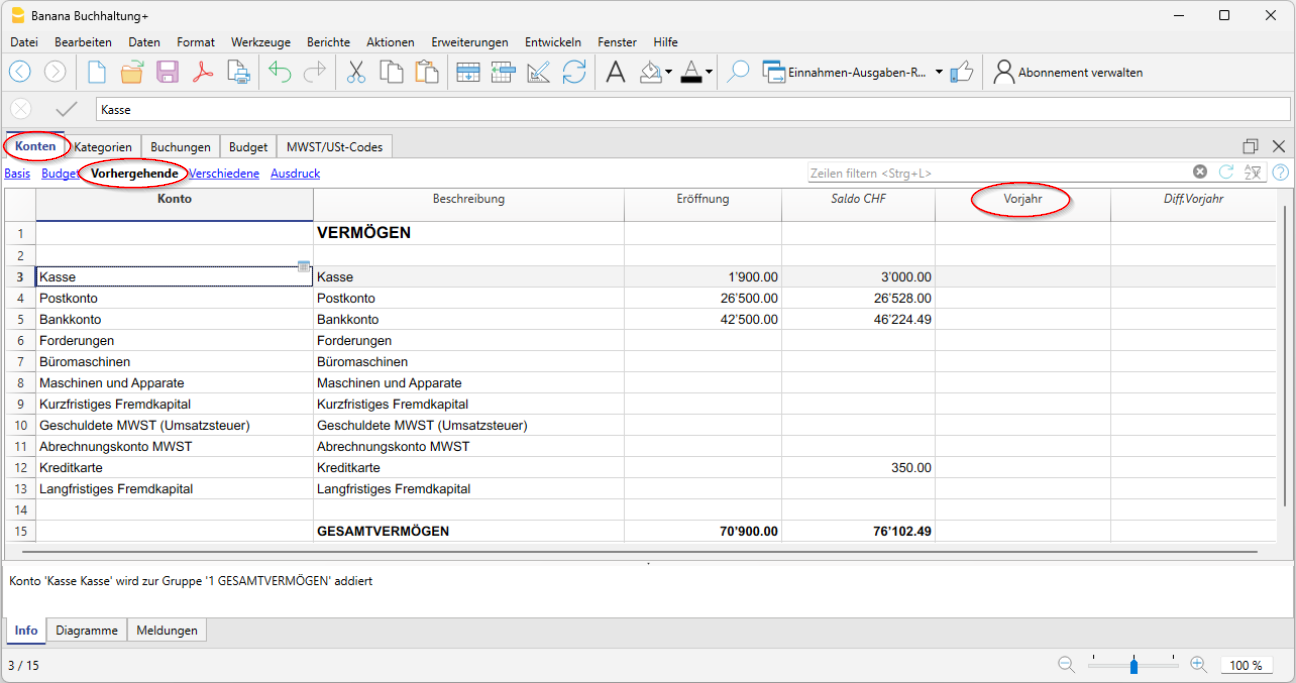 Banana Buchhaltung+
Datei Bearbeiten Daten Format Werkzeuge Berichte Aktionen Erweiterungen Entwickeln Fenster Hilfe
Einnahmen-Ausgaben-R... Abonnement verwalten
Kasse
Konten Kategorien Buchungen Budget MWST/USt-Codes
Basis Budget Vorhergehende Verschiedene Ausdruck Zeilen filtern <Strg+L>
Konto Beschreibung Eröffnung Saldo CHF Vorjahr Diff.Vorjahr
1 VERMÖGEN
2
3 Kasse Kasse 1'900.00 3'000.00
4 Postkonto Postkonto 26'500.00 26'528.00
5 Bankkonto Bankkonto 42'500.00 46'224.49
6 Forderungen Forderungen
7 Büromaschinen Büromaschinen
8 Maschinen und Apparate Maschinen und Apparate
9 Kurzfristiges Fremdkapital Kurzfristiges Fremdkapital
10 Geschuldete MWST (Umsatzsteuer) Geschuldete MWST (Umsatzsteuer)
11 Abrechnungskonto MWST Abrechnungskonto MWST
12 Kreditkarte Kreditkarte 350.00
13 Langfristiges Fremdkapital Langfristiges Fremdkapital
14
15 GESAMTVERMÖGEN 70'900.00 76'102.49
Konto 'Kasse Kasse' wird zur Gruppe '1 GESAMTVERMÖGEN' addiert
Info Diagramme Meldungen
3 / 15 100 %